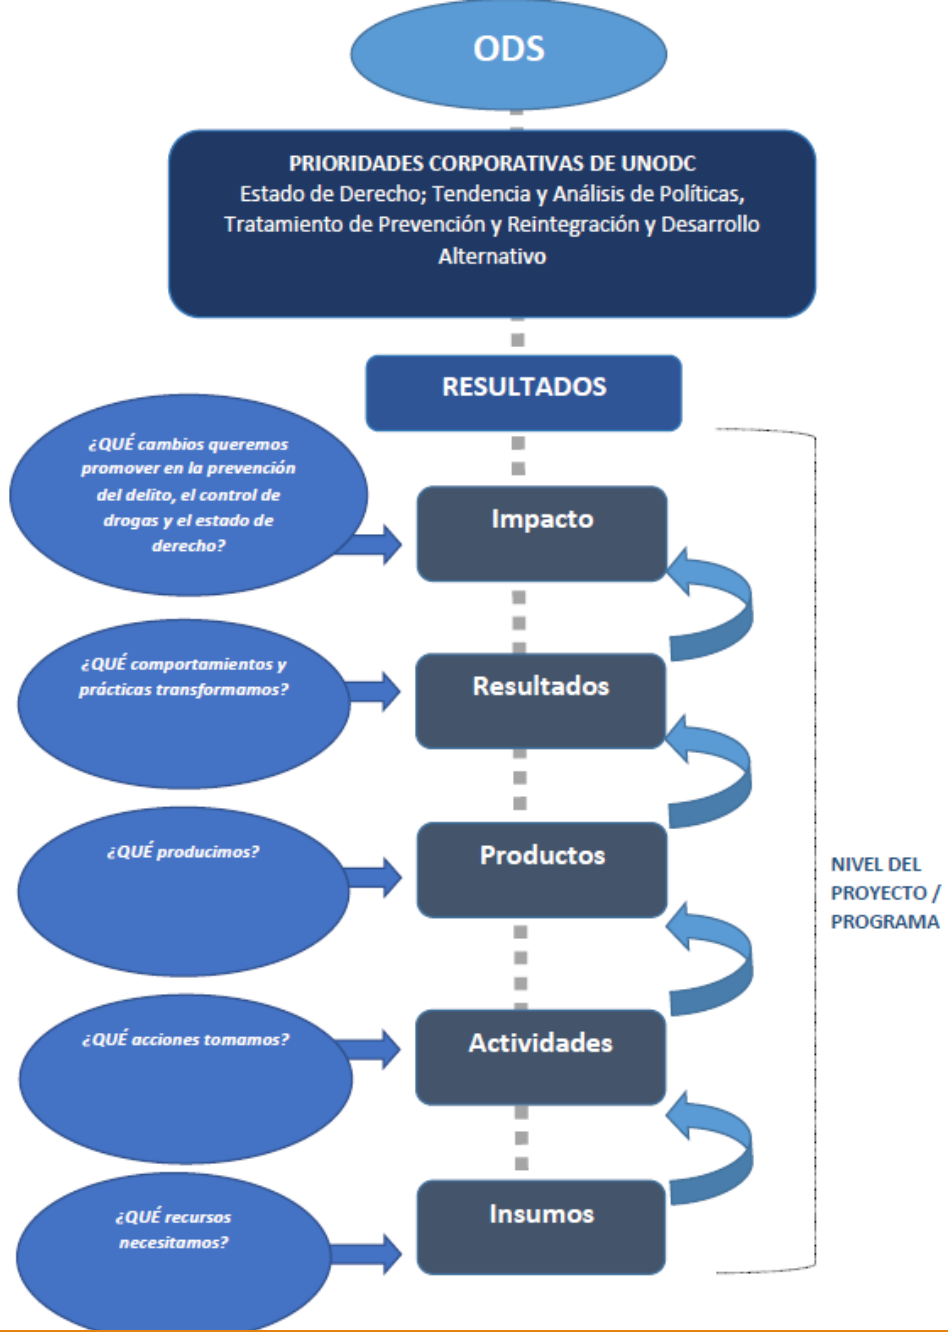 ODS
PRIORIDADES CORPORATIVAS DE UNODC
Estado de Derecho; Tendencia y Análisis de Políticas,
Tratamiento de Prevención y Reintegración y Desarrollo
Alternativo
RESULTADOS
¿QUÉ cambios queremos
promover en la prevención
del delito, el control de
drogas y el estado de
derecho?
Impacto
¿QUÉ comportamientos y
prácticas transformamos?
Resultados
¿QUÉ producimos?
Productos
NIVEL DEL
PROYECTO /
PROGRAMA
¿QUÉ acciones tomamos?
Actividades
¿QUÉ recursos
necesitamos?
Insumos